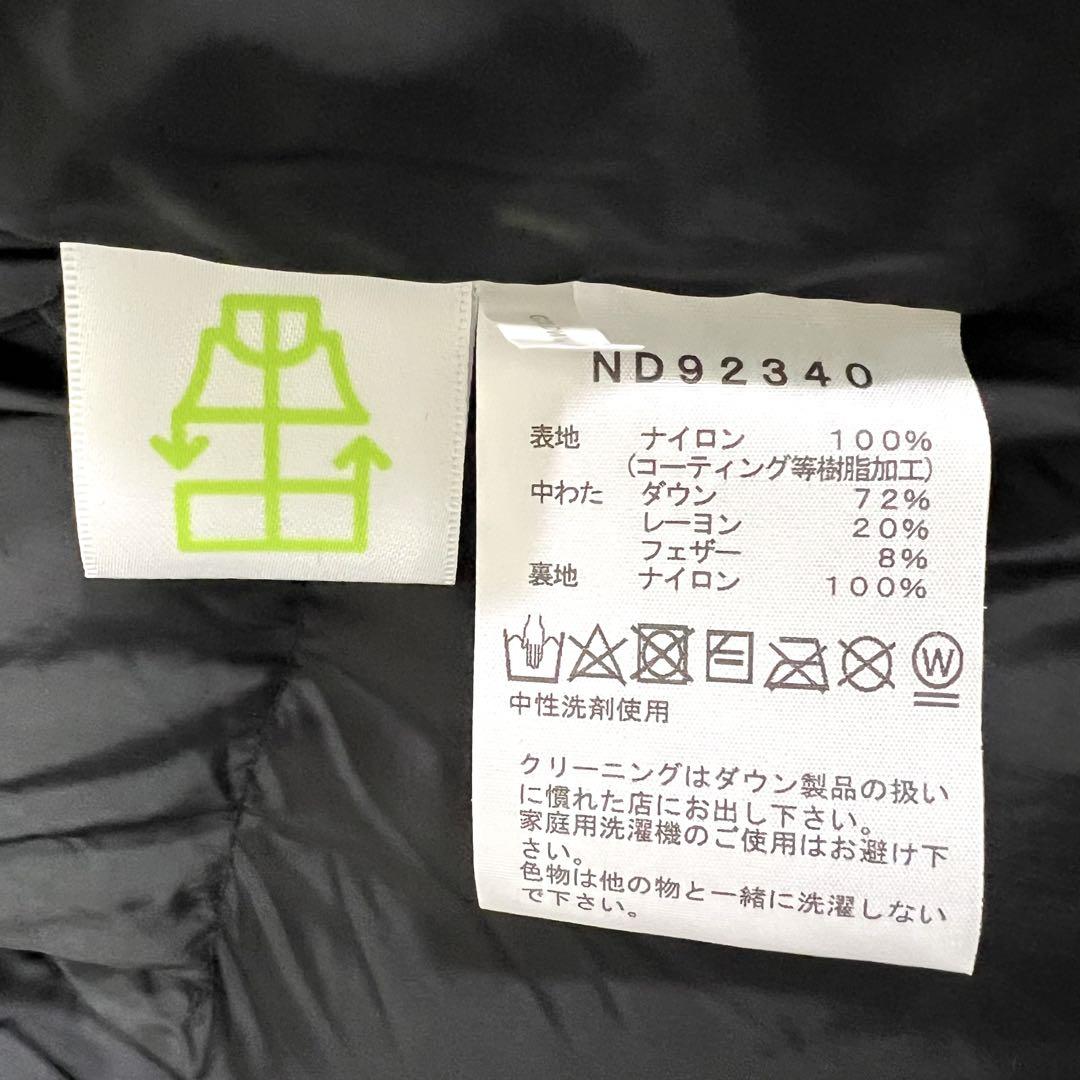 ND92340
表地 ナイロン 100%
(コーティング等樹脂加工)
中わた ダウン 72%
レーヨン 20%
フェザー 8%
裏地 ナイロン 100%
W
中性洗剤使用
クリーニングはダウン製品の扱い
に慣れた店にお出し下さい。
家庭用洗濯機のご使用はお避け下
さい。
色物は他の物と一緒に洗濯しない
で下さい。